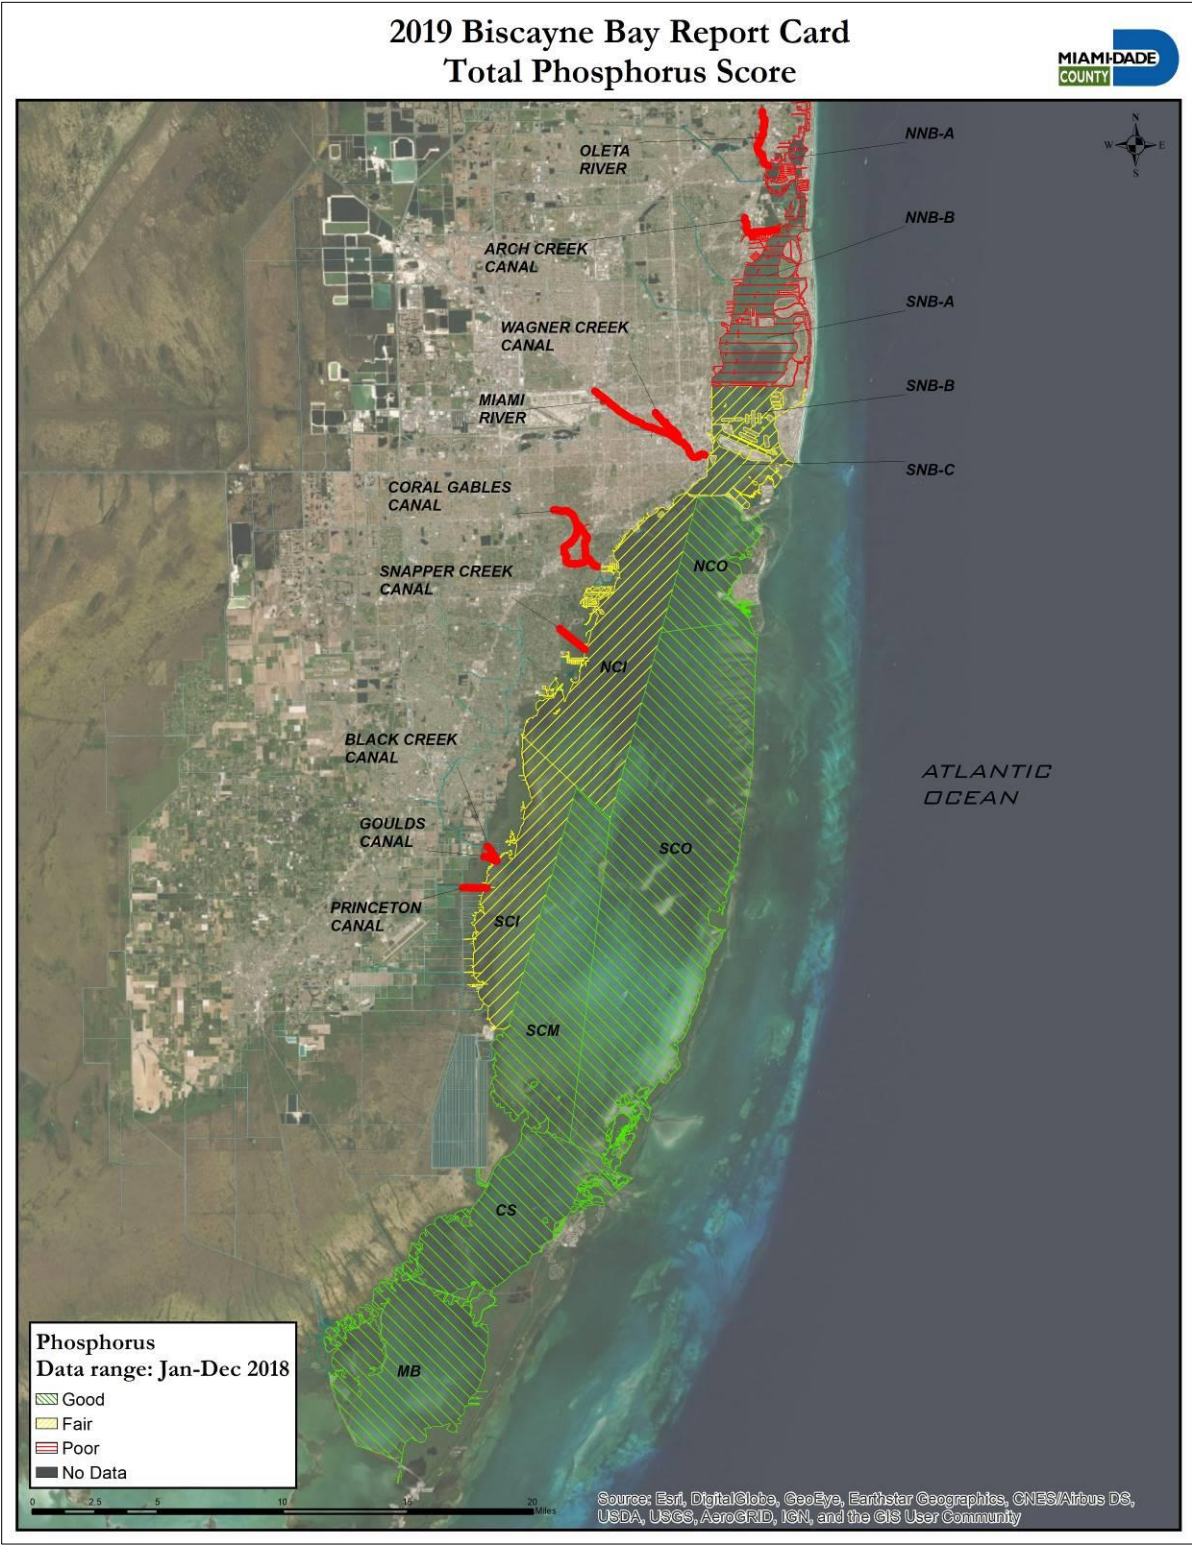 2019 Biscayne Bay Report Card
Total Phosphorus Score
MIAMI-DADE
COUNTY
N
W
E
S
OLETA
RIVER
NNB-A
NNB-B
ARCH CREEK
CANAL
SNB-A
WAGNER CREEK
CANAL
SNB-B
MIAMI
RIVER
SNB-C
CORAL GABLES
CANAL
NCO
SNAPPER CREEK
CANAL
NCI
BLACK CREEK
CANAL
ATLANTIC
OCEAN
GOULDS
CANAL
SCO
PRINCETON
CANAL
SCI
SCM
CS
MB
Phosphorus
Data range: Jan-Dec 2018
Good
Fair
Poor
No Data
0 2.5 5 10 15 20
Miles
Source: Esri, DigitalGlobe, GeoEye, Earthstar Geographics, CNES/Airbus DS,
USDA, USGS, AeroGRID, IGN, and the GIS User Community